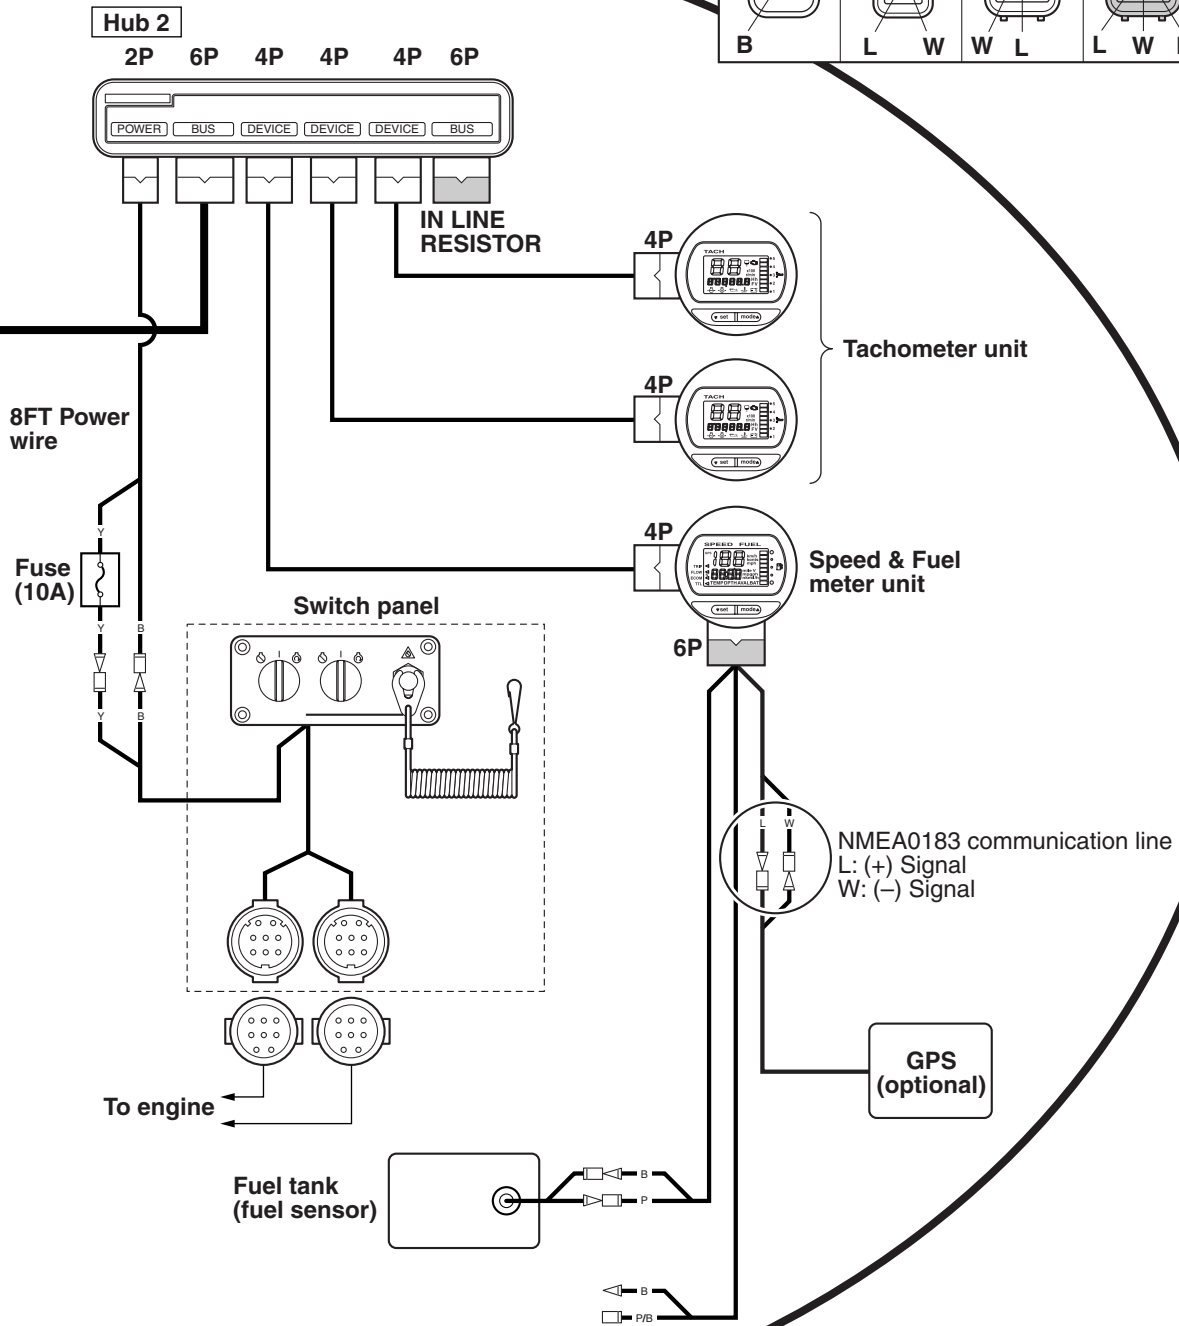 B
L W
W L
L W
Hub 2
2P 6P 4P 4P 4P 6P
POWER BUS DEVICE DEVICE DEVICE BUS
IN LINE
RESISTOR
4P
TACH
set mode
Tachometer unit
4P
TACH
set mode
8FT Power
wire
Y
Fuse
(10A)
Y B
Y B
4P
SPEED FUEL
set mode
Speed & Fuel
meter unit
6P
Switch panel
L W
NMEA0183 communication line
L: (+) Signal
W: (–) Signal
GPS
(optional)
To engine
Fuel tank
(fuel sensor)
B
P
B
P/B